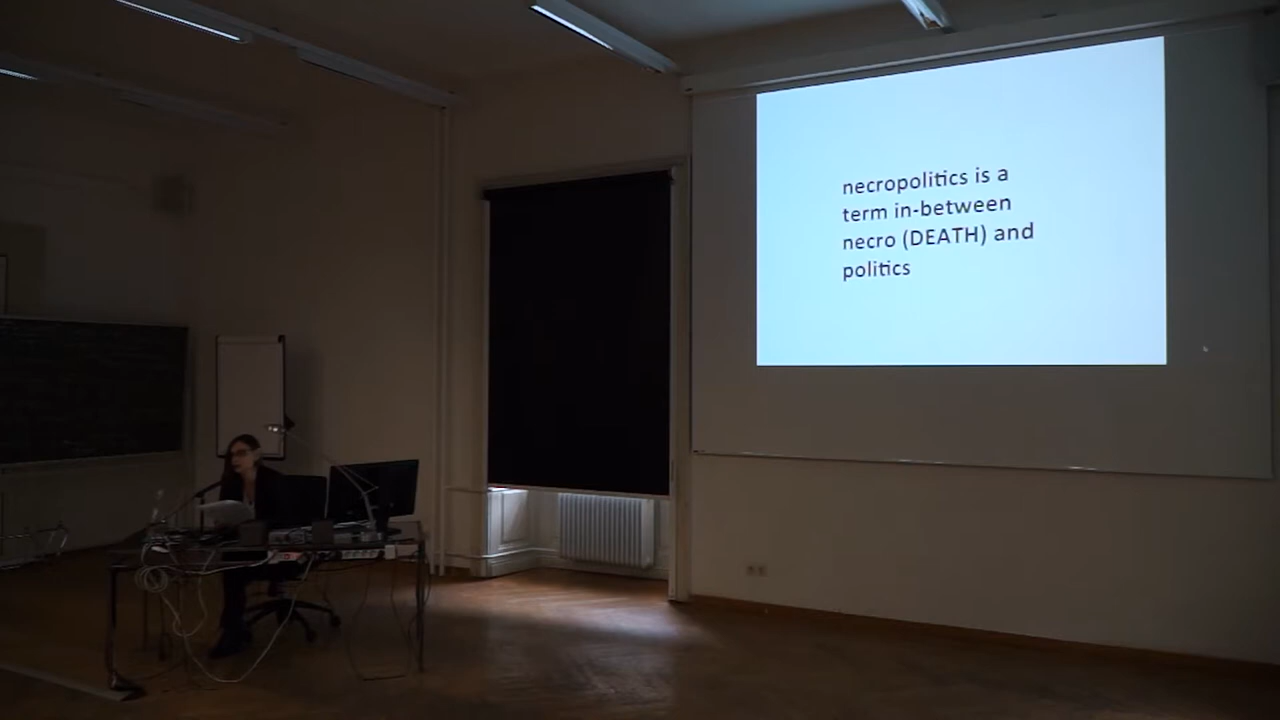 necropolitics is a
term in-between
necro (DEATH) and
politics